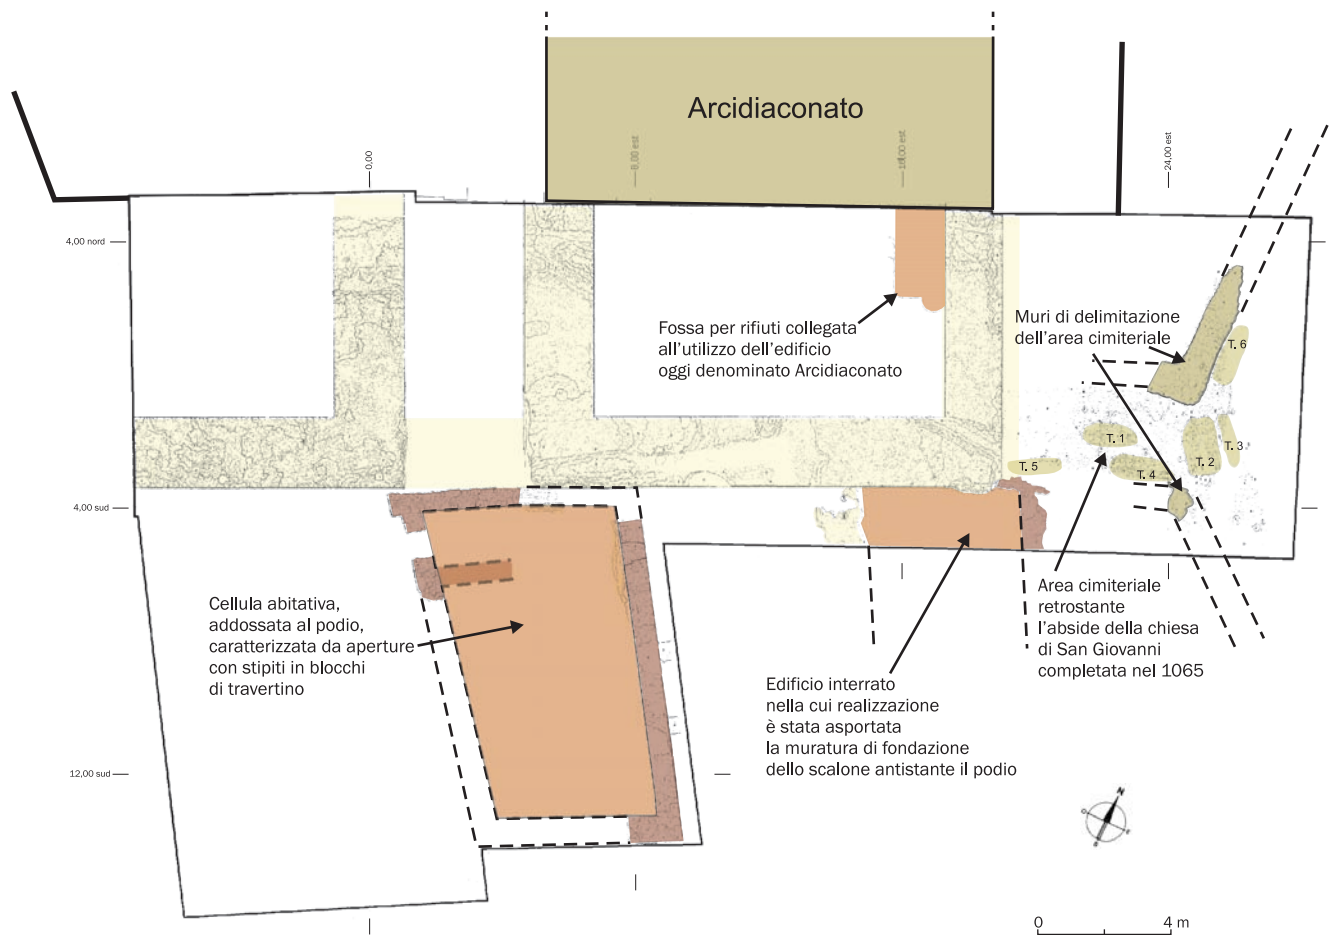 Arcidiaconato
0,00
8,00 est
24,00 est
4,00 nord
Fossa per rifiuti collegata
all'utilizzo dell'edificio
oggi denominato Arcidiaconato
Muri di delimitazione
dell'area cimiteriale
T. 6
T. 1
T. 3
T. 2
T. 4
T. 5
4,00 sud
Cellula abitativa,
addossata al podio,
caratterizzata da aperture
con stipiti in blocchi
di travertino
Area cimiteriale
retrostante
l'abside della chiesa
di San Giovanni
completata nel 1065
Edificio interrato
nella cui realizzazione
è stata asportata
la muratura di fondazione
dello scalone antistante il podio
12,00 sud
N
O
E
S
0
4 m